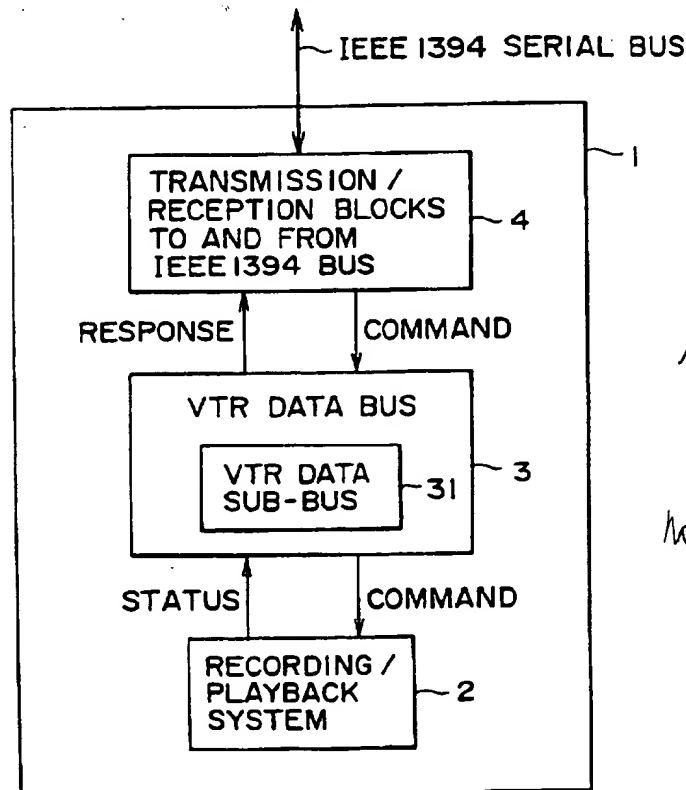 IEEE 1394 SERIAL BUS
1
TRANSMISSION /
RECEPTION BLOCKS
TO AND FROM
IEEE1394 BUS
4
RESPONSE
COMMAND
VTR DATA BUS
3
VTR DATA
SUB-BUS
31
STATUS
COMMAND
RECORDING /
PLAYBACK
SYSTEM
2